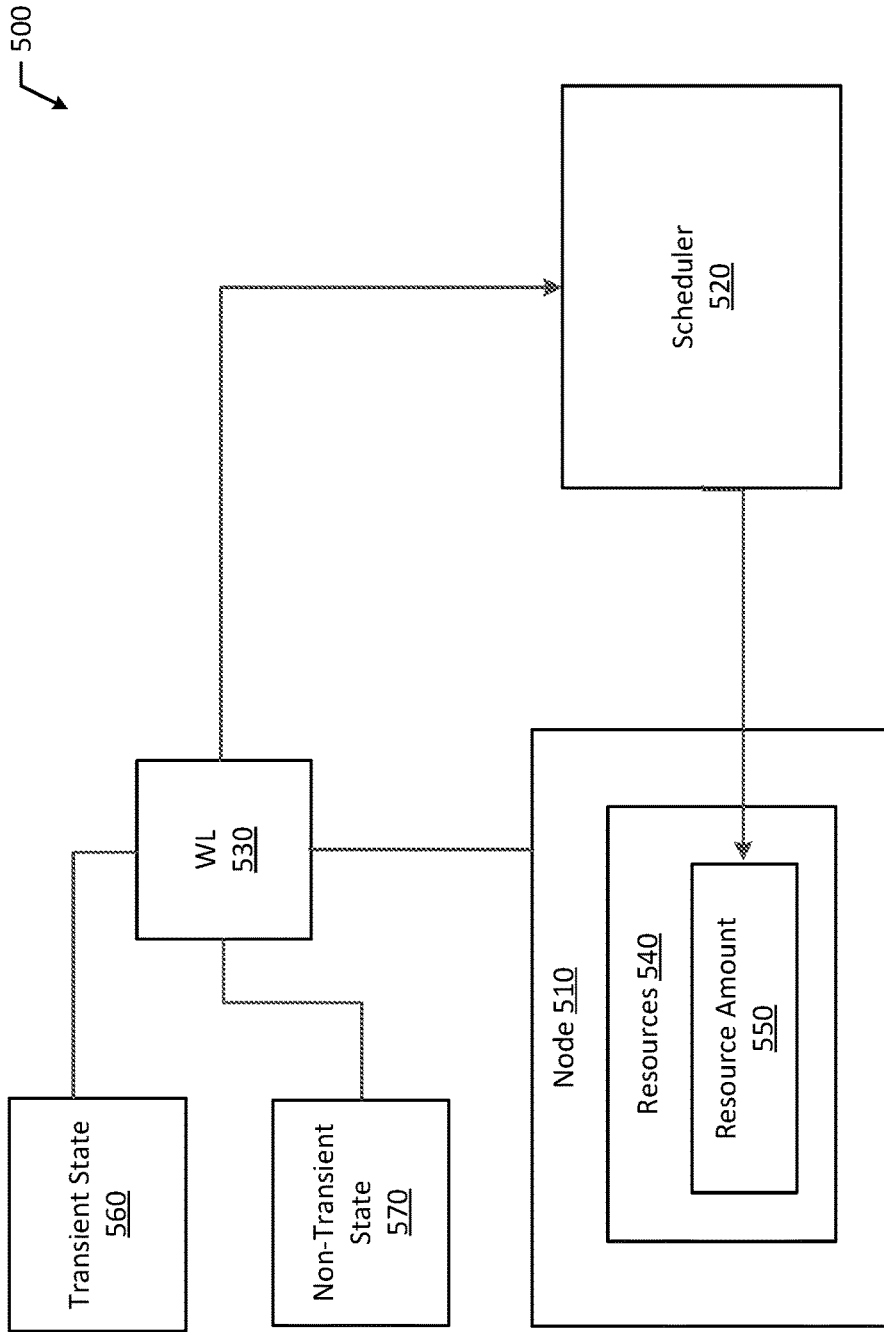 500
Transient State
560
Non-Transient
State
570
WL
530
Node 510
Resources 540
Resource Amount
550
Scheduler
520